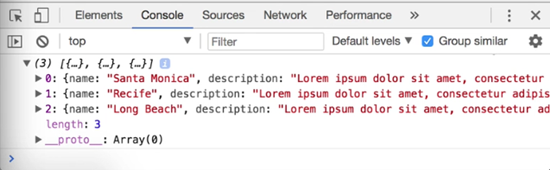 Elements Console Sources Network Performance »
top Filter Default levels Group similar
(3) [{…}, {…}, {…}]
0: {name: "Santa Monica", description: "Lorem ipsum dolor sit amet, consectetur
1: {name: "Recife", description: "Lorem ipsum dolor sit amet, consectetur adipis
2: {name: "Long Beach", description: "Lorem ipsum dolor sit amet, consectetur ad
length: 3
__proto__: Array(0)